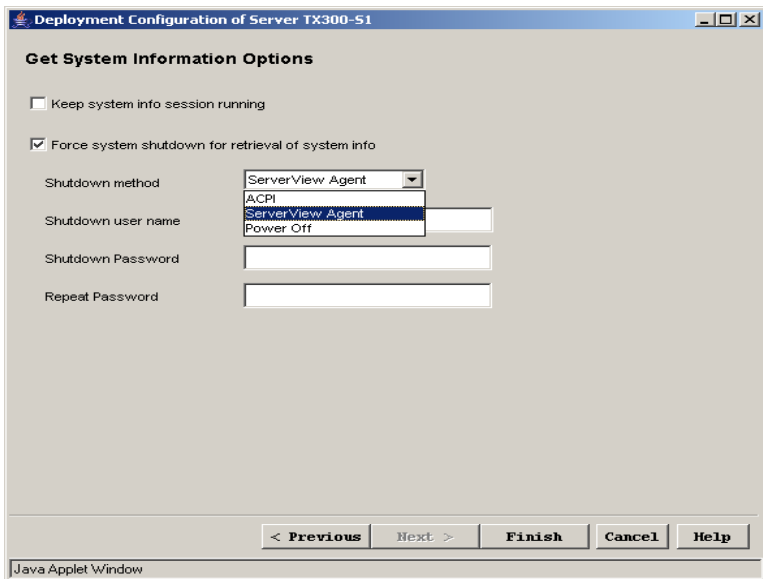 Deployment Configuration of Server TX300-S1
Get System Information Options
Keep system info session running
Force system shutdown for retrieval of system info
Shutdown method
ServerView Agent
ACPI
ServerView Agent
Power Off
Shutdown user name
Shutdown Password
Repeat Password
< Previous Next > Finish Cancel Help
Java Applet Window